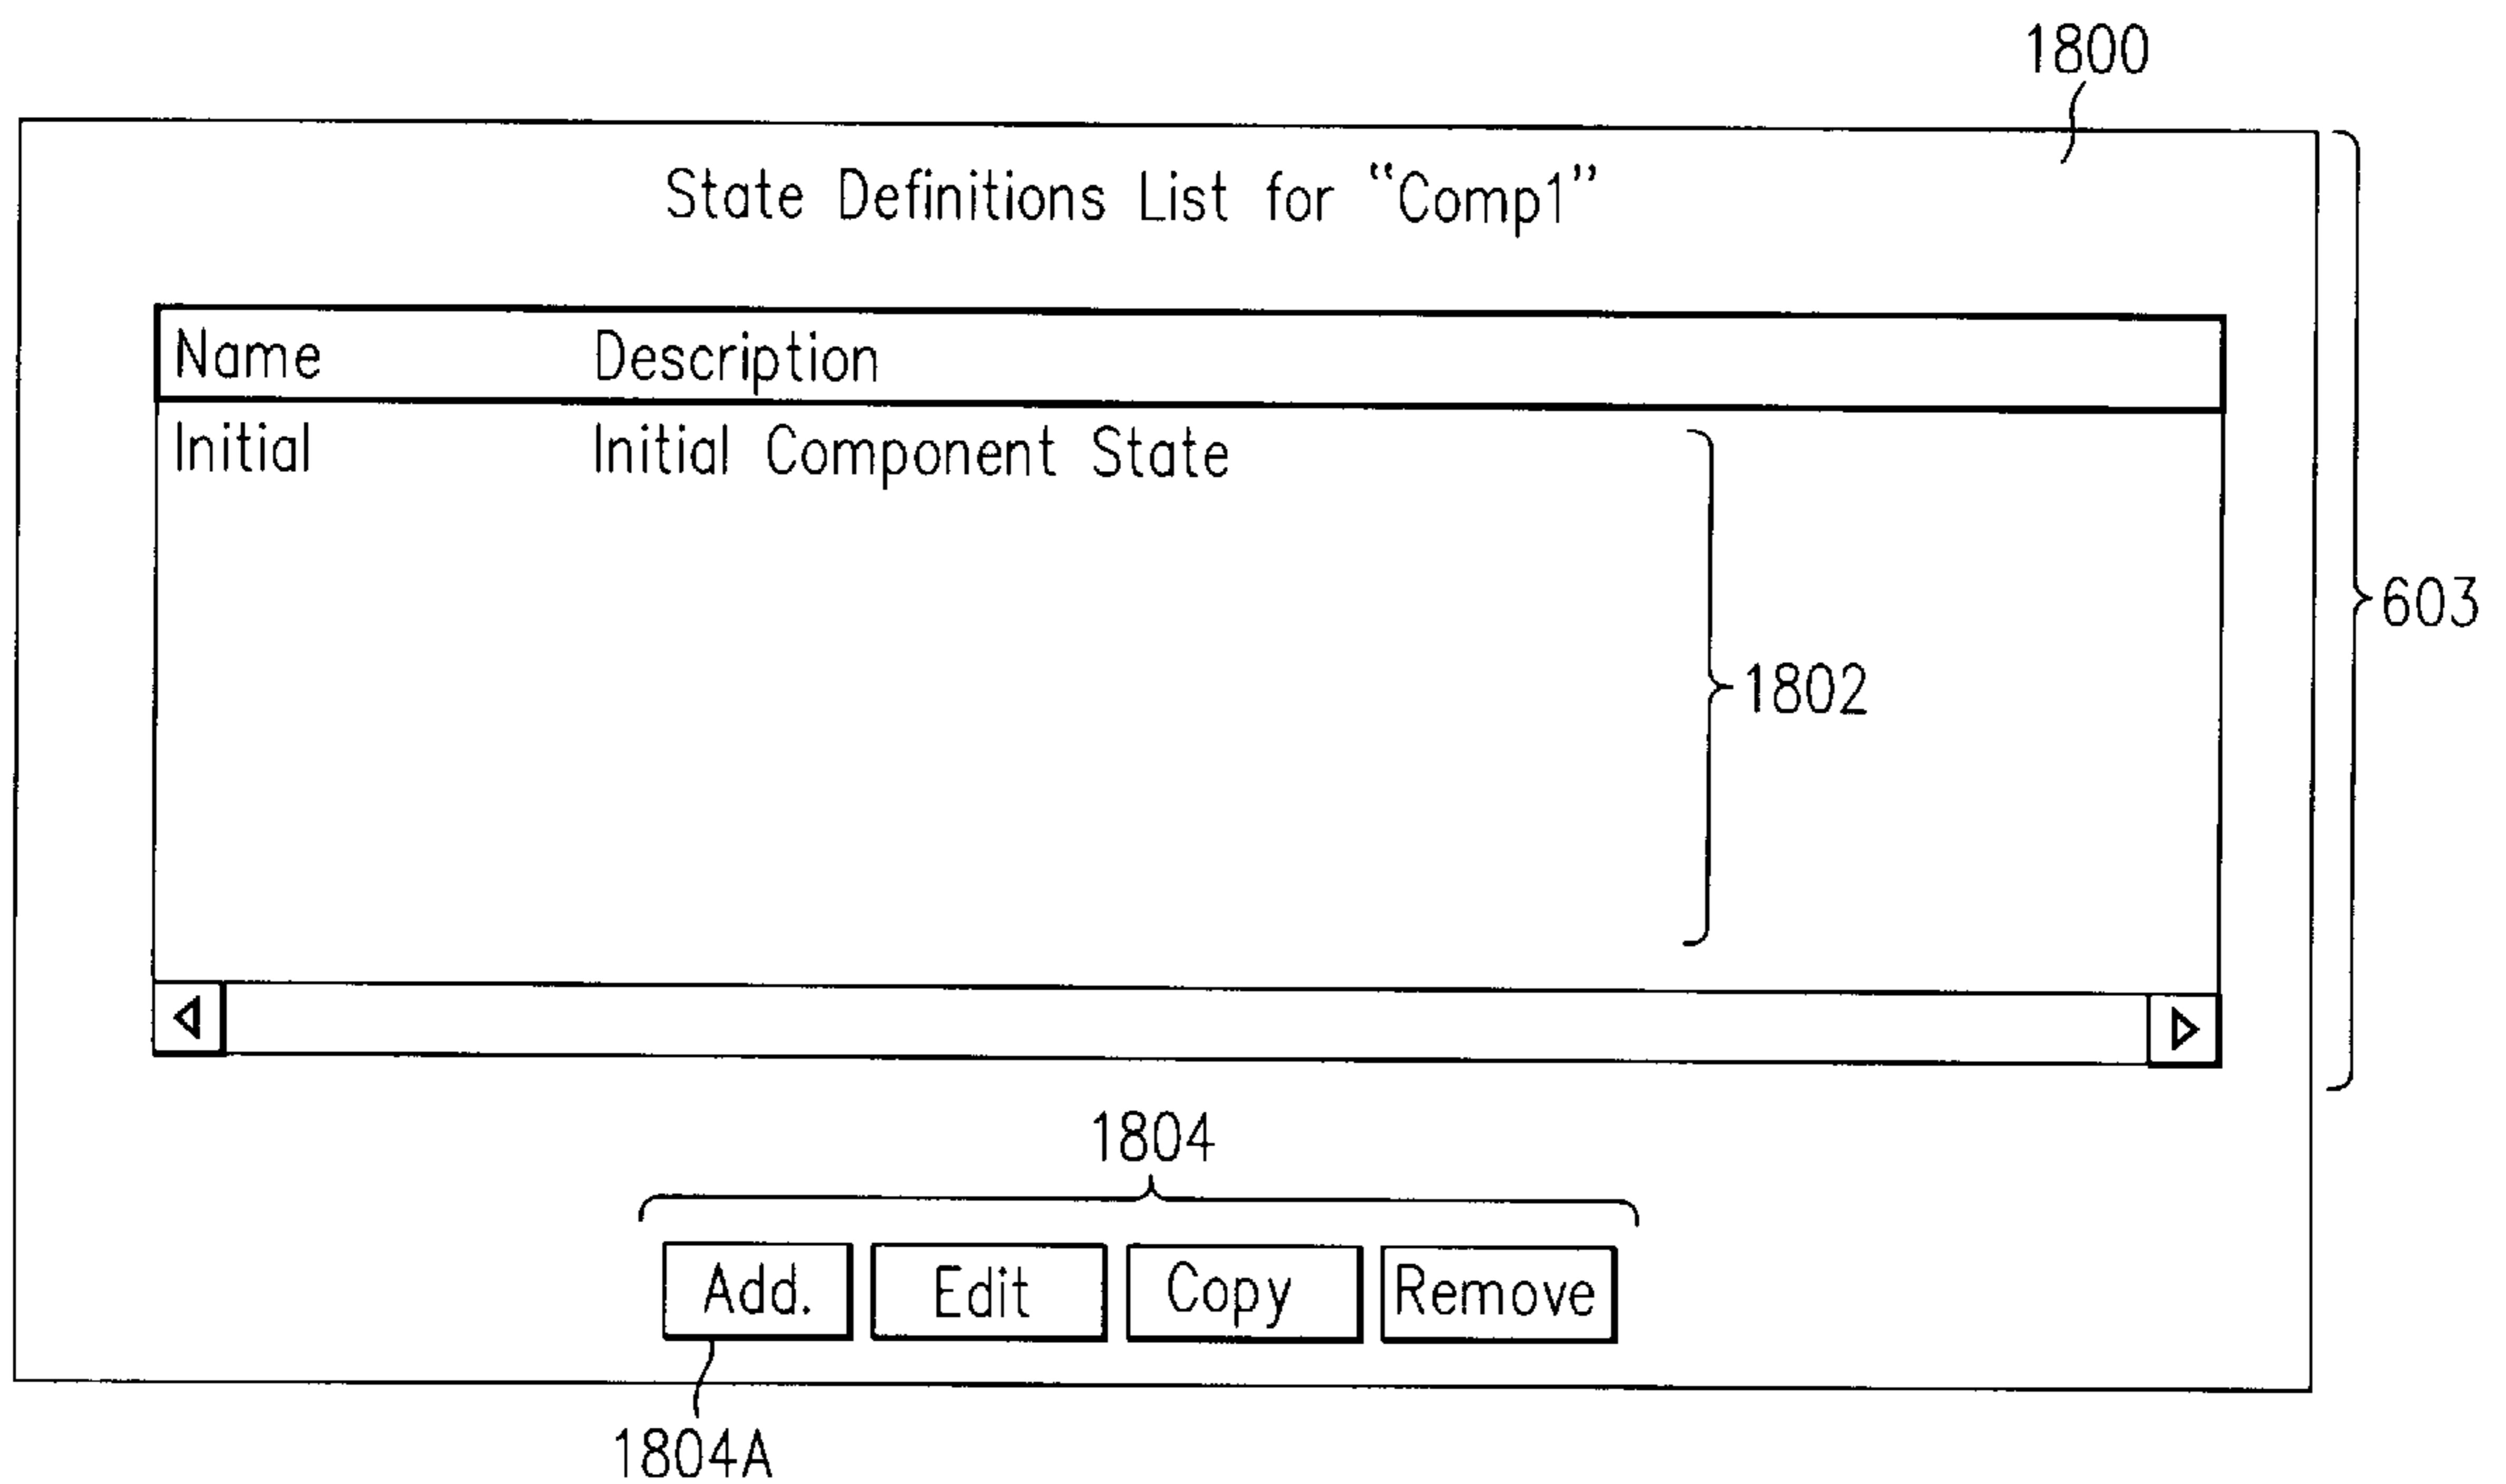 1800
State Definitions List for “Comp1”
Name Description
Initial Initial Component State
603
1802
1804
Add. Edit Copy Remove
1804A